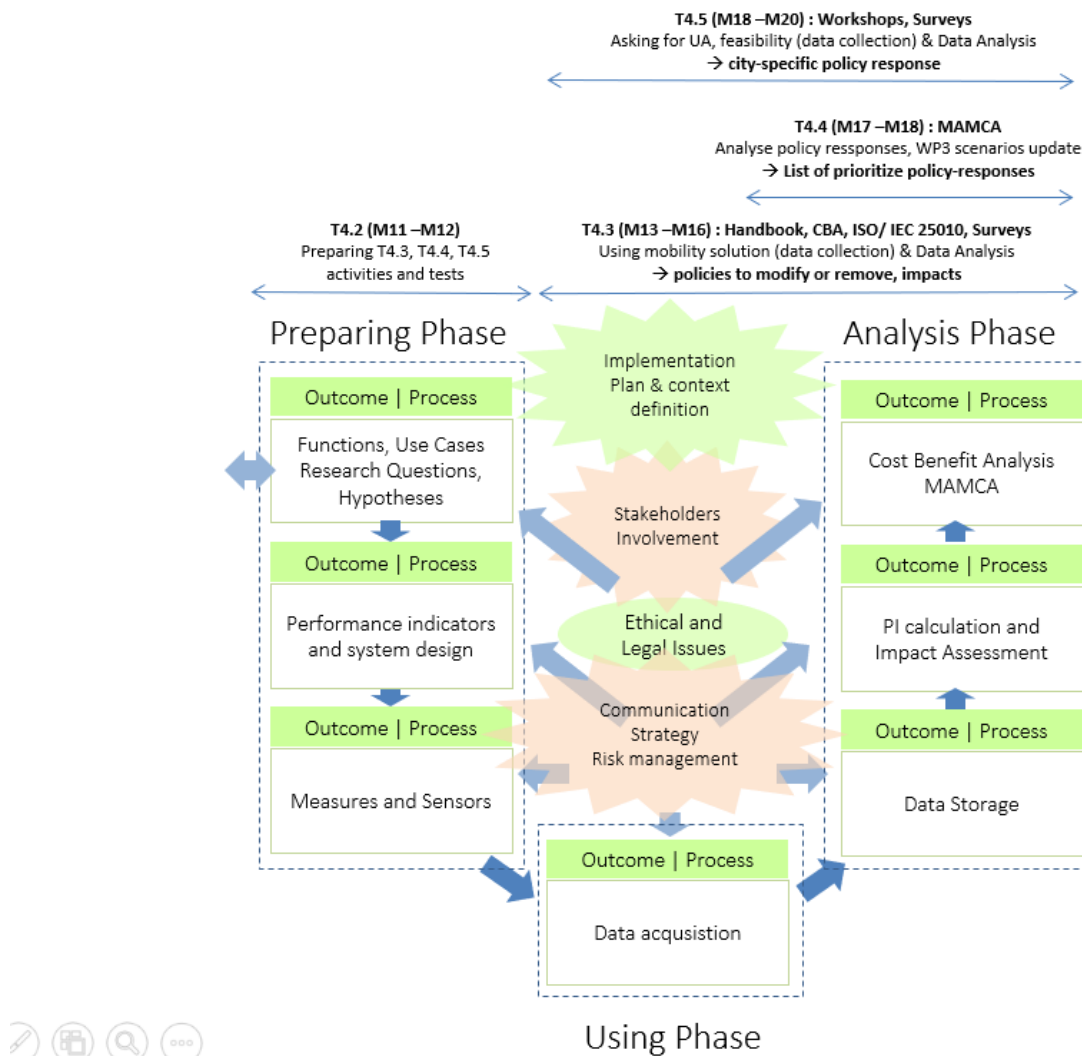 T4.5 (M18 –M20) : Workshops, Surveys
Asking for UA, feasibility (data collection) & Data Analysis
→ city-specific policy response
T4.4 (M17 –M18) : MAMCA
Analyse policy ressponses, WP3 scenarios update
→ List of prioritize policy-responses
T4.2 (M11 –M12)
Preparing T4.3, T4.4, T4.5
activities and tests
T4.3 (M13 –M16) : Handbook, CBA, ISO/ IEC 25010, Surveys
Using mobility solution (data collection) & Data Analysis
→ policies to modify or remove, impacts
Preparing Phase
Outcome | Process
Functions, Use Cases
Research Questions,
Hypotheses
Outcome | Process
Performance indicators
and system design
Outcome | Process
Measures and Sensors
Implementation
Plan & context
definition
Stakeholders
Involvement
Ethical and
Legal Issues
Communication
Strategy
Risk management
Outcome | Process
Data acqusistion
Using Phase
Analysis Phase
Outcome | Process
Cost Benefit Analysis
MAMCA
Outcome | Process
PI calculation and
Impact Assessment
Outcome | Process
Data Storage